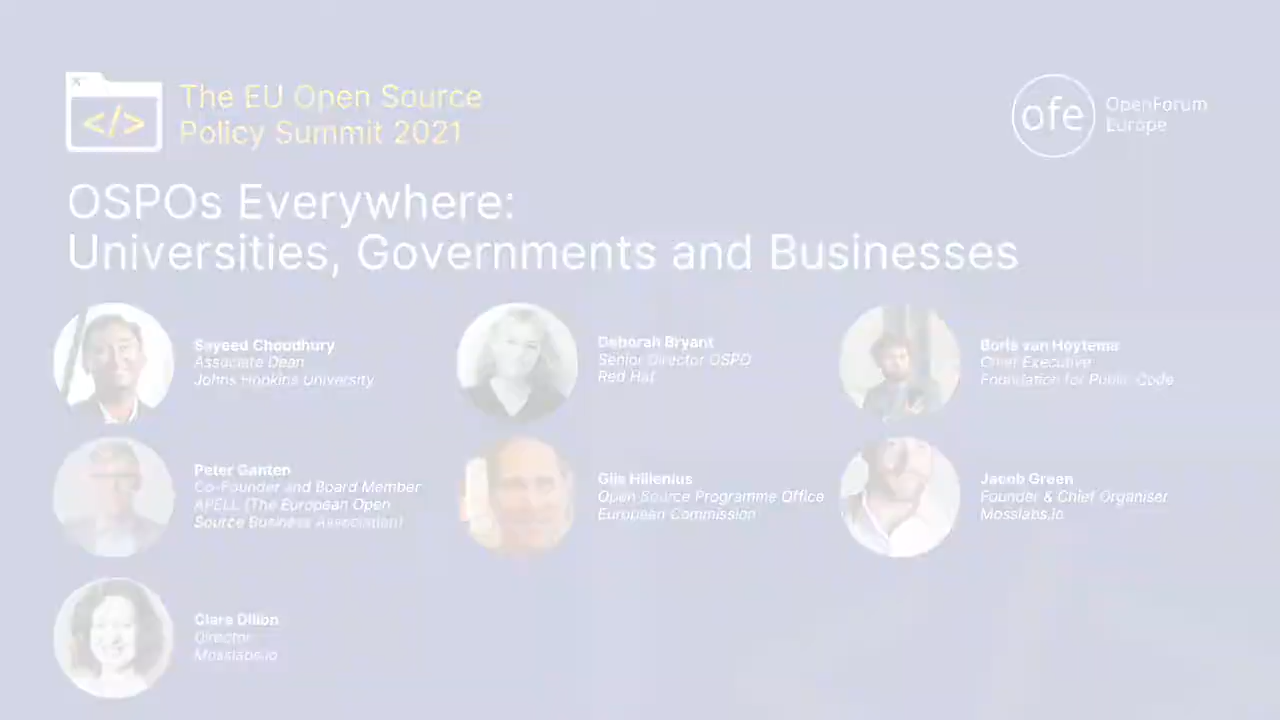 The EU Open Source
Policy Summit 2021
ofe
OpenForum
Europe
OSPOs Everywhere:
Universities, Governments and Businesses
Sayeed Choudhury
Associate Dean
Johns Hopkins University
Deborah Bryant
Senior Director OSPO
Red Hat
Boris van Hoytema
Chief Executive
Foundation for Public Code
Peter Ganten
Co-Founder and Board Member
APELL (The European Open
Source Business Association)
Gijs Hillenius
Open Source Programme Office
European Commission
Jacob Green
Founder & Chief Organiser
Mosslabs.io
Clare Dillon
Director
Mosslabs.io